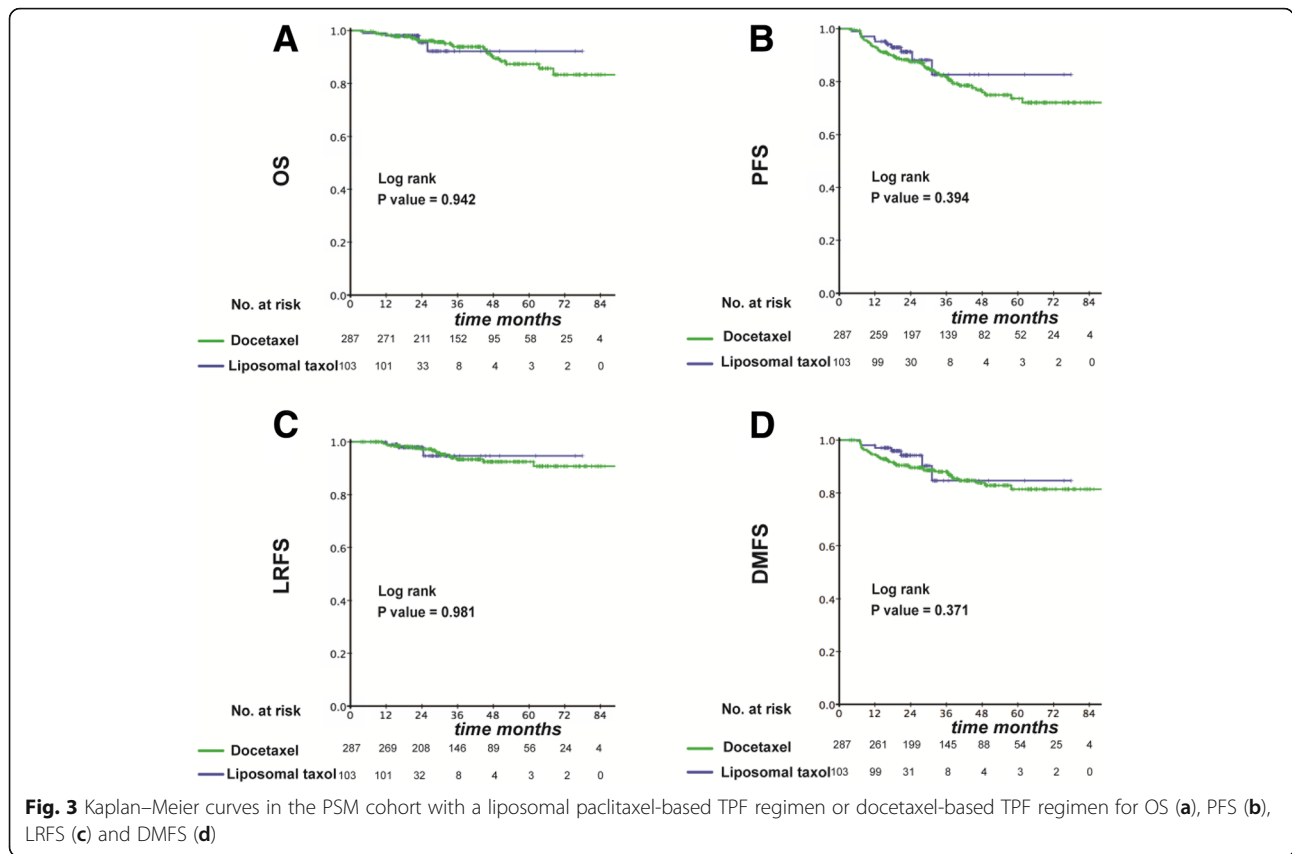 A
OS
1.0
0.8
0.6
0.4
0.2
0.0
Log rank
P value = 0.942
0 12 24 36 48 60 72 84
No. at risk
time months
Docetaxel 287 271 211 152 95 58 25 4
Liposomal taxol 103 101 33 8 4 3 2 0
B
PFS
1.0
0.8
0.6
0.4
0.2
0.0
Log rank
P value = 0.394
0 12 24 36 48 60 72 84
No. at risk
time months
Docetaxel 287 259 197 139 82 52 24 4
Liposomal taxol 103 99 30 8 4 3 2 0
C
LRFS
1.0
0.8
0.6
0.4
0.2
0.0
Log rank
P value = 0.981
0 12 24 36 48 60 72 84
No. at risk
time months
Docetaxel 287 269 208 146 89 56 24 4
Liposomal taxol 103 101 32 8 4 3 2 0
D
DMFS
1.0
0.8
0.6
0.4
0.2
0.0
Log rank
P value = 0.371
0 12 24 36 48 60 72 84
No. at risk
time months
Docetaxel 287 261 199 145 88 54 25 4
Liposomal taxol 103 99 31 8 4 3 2 0
Fig. 3 Kaplan–Meier curves in the PSM cohort with a liposomal paclitaxel-based TPF regimen or docetaxel-based TPF regimen for OS (a), PFS (b),
LRFS (c) and DMFS (d)